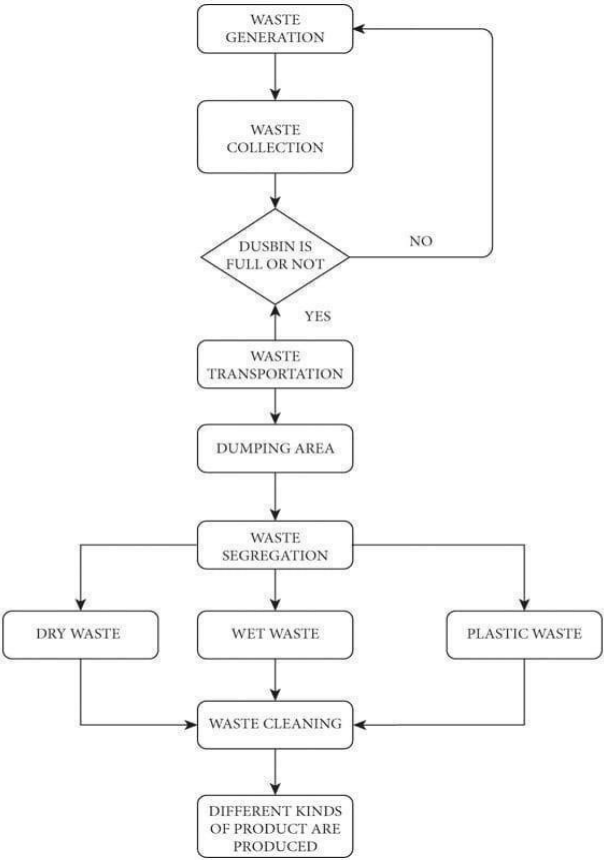 WASTE
GENERATION
WASTE
COLLECTION
DUSBIN IS
FULL OR NOT
NO
YES
WASTE
TRANSPORTATION
DUMPING AREA
WASTE
SEGREGATION
DRY WASTE
WET WASTE
PLASTIC WASTE
WASTE CLEANING
DIFFERENT KINDS
OF PRODUCT ARE
PRODUCED